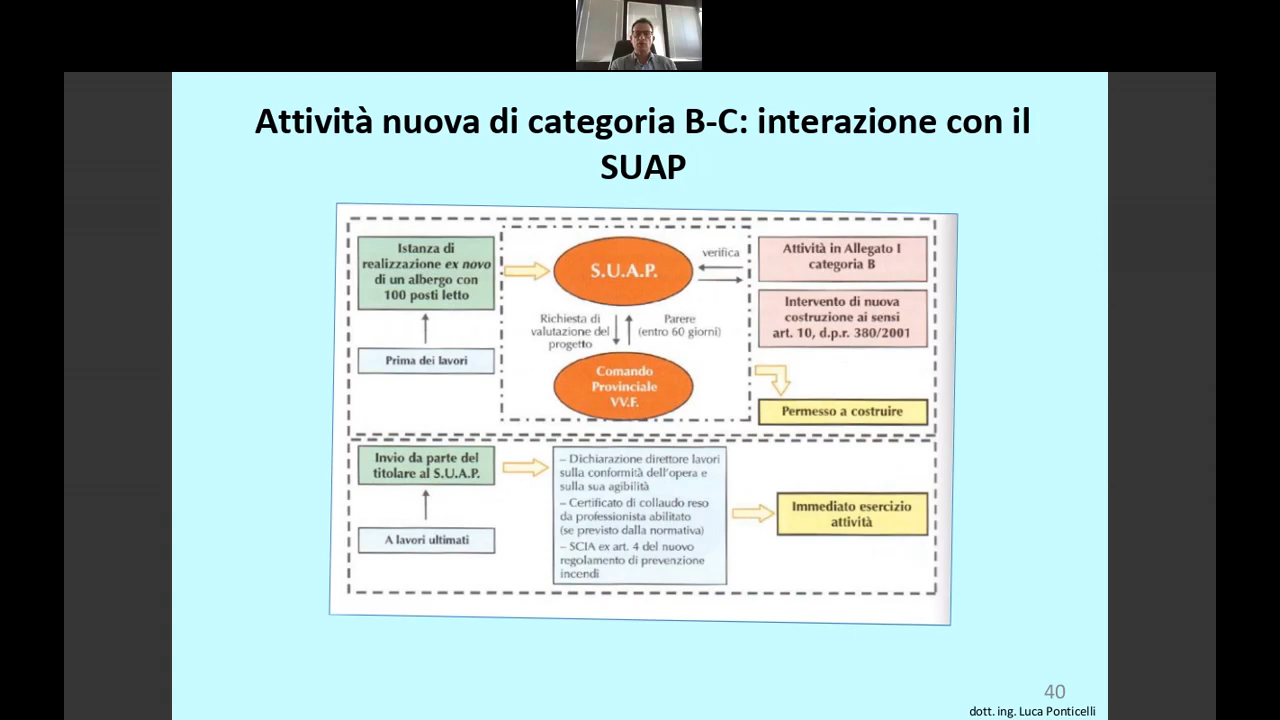 Attività nuova di categoria B-C: interazione con il
SUAP
Istanza di
realizzazione ex novo
di un albergo con
100 posti letto
Prima dei lavori
S.U.A.P.
verifica
Richiesta di
valutazione del
progetto
Parere
(entro 60 giorni)
Comando
Provinciale
VV.F.
Attività in Allegato I
categoria B
Intervento di nuova
costruzione ai sensi
art. 10, d.p.r. 380/2001
Permesso a costruire
Invio da parte del
titolare al S.U.A.P.
A lavori ultimati
– Dichiarazione direttore lavori
sulla conformità dell'opera e
sulla sua agibilità
– Certificato di collaudo reso
da professionista abilitato
(se previsto dalla normativa)
– SCIA ex art. 4 del nuovo
regolamento di prevenzione
incendi
Immediato esercizio
attività
40
dott. ing. Luca Ponticelli